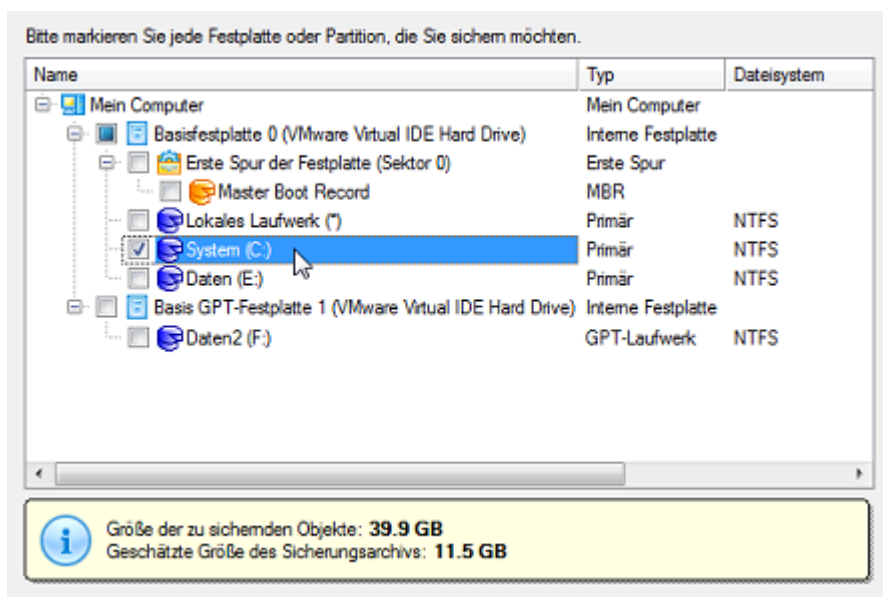 Bitte markieren Sie jede Festplatte oder Partition, die Sie sichern möchten.
Name Typ Dateisystem
Mein Computer Mein Computer
Basisfestplatte 0 (VMware Virtual IDE Hard Drive) Interne Festplatte
Erste Spur der Festplatte (Sektor 0) Erste Spur
Master Boot Record MBR
Lokales Laufwerk (*) Primär NTFS
System (C:) Primär NTFS
Daten (E:) Primär NTFS
Basis GPT-Festplatte 1 (VMware Virtual IDE Hard Drive) Interne Festplatte
Daten2 (F:) GPT-Laufwerk NTFS
Größe der zu sichernden Objekte: 39.9 GB
Geschätzte Größe des Sicherungsarchivs: 11.5 GB